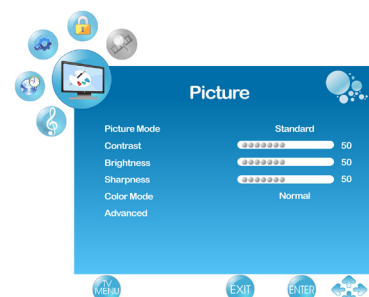 Picture
Picture Mode Standard
Contrast 50
Brightness 50
Sharpness 50
Color Mode Normal
Advanced
TV MENU EXIT ENTER